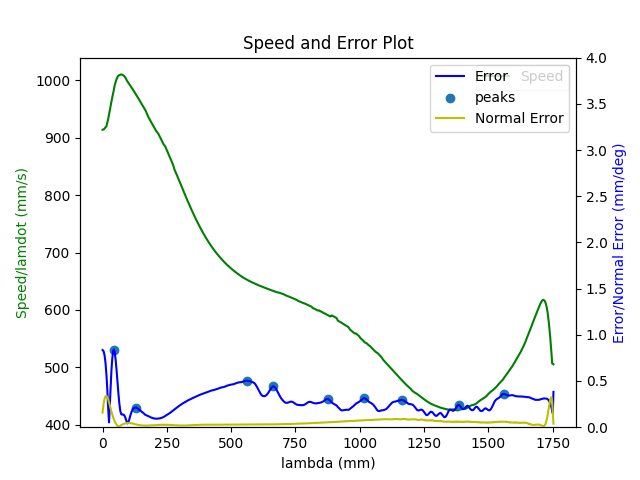 Speed and Error Plot
1000
900
800
700
600
500
400
Speed/lamdot (mm/s)
4.0
3.5
3.0
2.5
2.0
1.5
1.0
0.5
0.0
Error/Normal Error (mm/deg)
Error
Speed
peaks
Normal Error
0 250 500 750 1000 1250 1500 1750
lambda (mm)